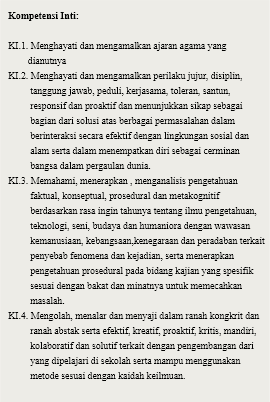 Kompetensi Inti:
KI.1. Menghayati dan mengamalkan ajaran agama yang
dianutnya
KI.2. Menghayati dan mengamalkan perilaku jujur, disiplin,
tanggung jawab, peduli, kerjasama, toleran, santun,
responsif dan proaktif dan menunjukkan sikap sebagai
bagian dari solusi atas berbagai permasalahan dalam
berinteraksi secara efektif dengan lingkungan sosial dan
alam serta dalam menempatkan diri sebagai cerminan
bangsa dalam pergaulan dunia.
KI.3. Memahami, menerapkan , menganalisis pengetahuan
faktual, konseptual, prosedural dan metakognitif
berdasarkan rasa ingin tahunya tentang ilmu pengetahuan,
teknologi, seni, budaya dan humaniora dengan wawasan
kemanusiaan, kebangsaan,kenegaraan dan peradaban terkait
penyebab fenomena dan kejadian, serta menerapkan
pengetahuan prosedural pada bidang kajian yang spesifik
sesuai dengan bakat dan minatnya untuk memecahkan
masalah.
KI.4. Mengolah, menalar dan menyaji dalam ranah kongkrit dan
ranah abstak serta efektif, kreatif, proaktif, kritis, mandiri,
kolaboratif dan solutif terkait dengan pengembangan dari
yang dipelajari di sekolah serta mampu menggunakan
metode sesuai dengan kaidah keilmuan.